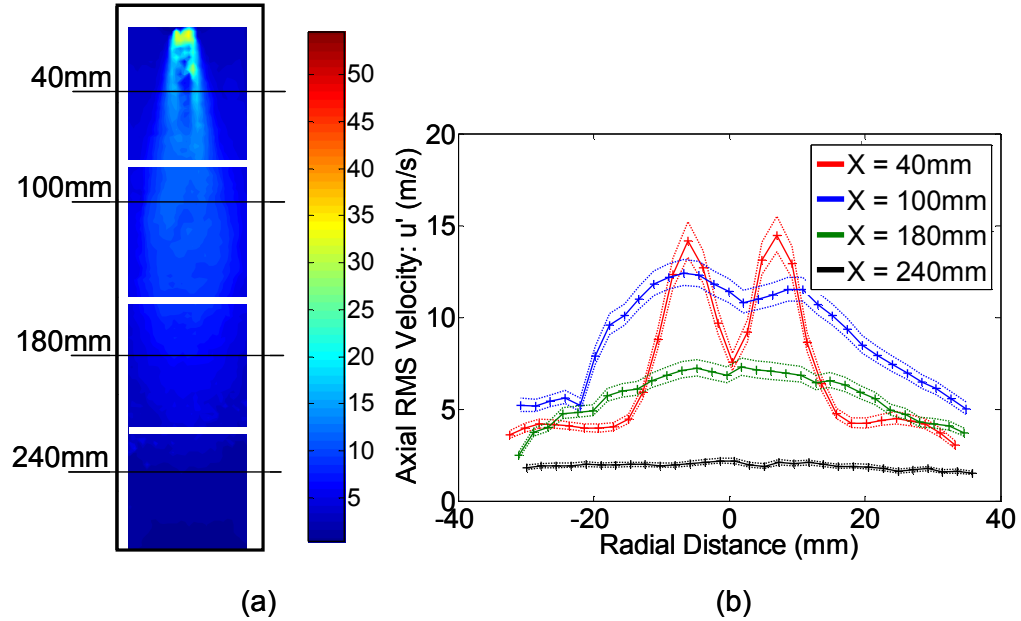 40mm
100mm
180mm
240mm
50
45
40
35
30
25
20
15
10
5
(a)
Axial RMS Velocity: u' (m/s)
20
15
10
5
0
-40
-20
0
20
40
Radial Distance (mm)
X = 40mm
X = 100mm
X = 180mm
X = 240mm
(b)